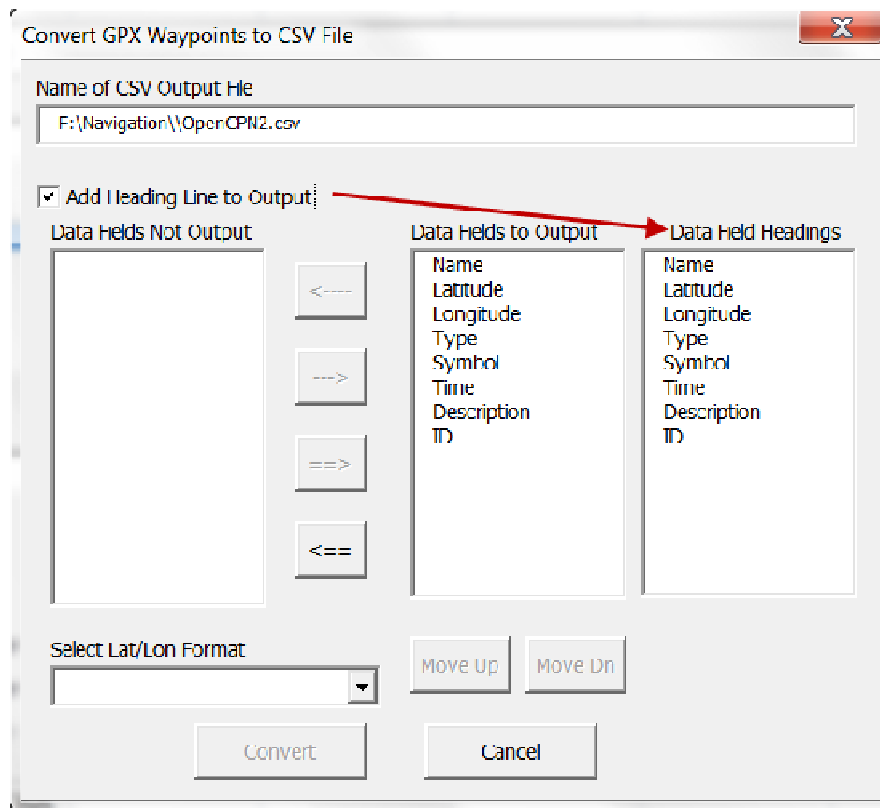 Convert GPX Waypoints to CSV File
Name of CSV Output File
F:\Navigation\\OpenCPN2.csv
Add Heading Line to Output
Data Fields Not Output
Data Fields to Output
Data Field Headings
<----
--->
==>
<==
Name
Latitude
Longitude
Type
Symbol
Time
Description
ID
Name
Latitude
Longitude
Type
Symbol
Time
Description
ID
Select Lat/Lon Format
Move Up
Move Dn
Convert
Cancel